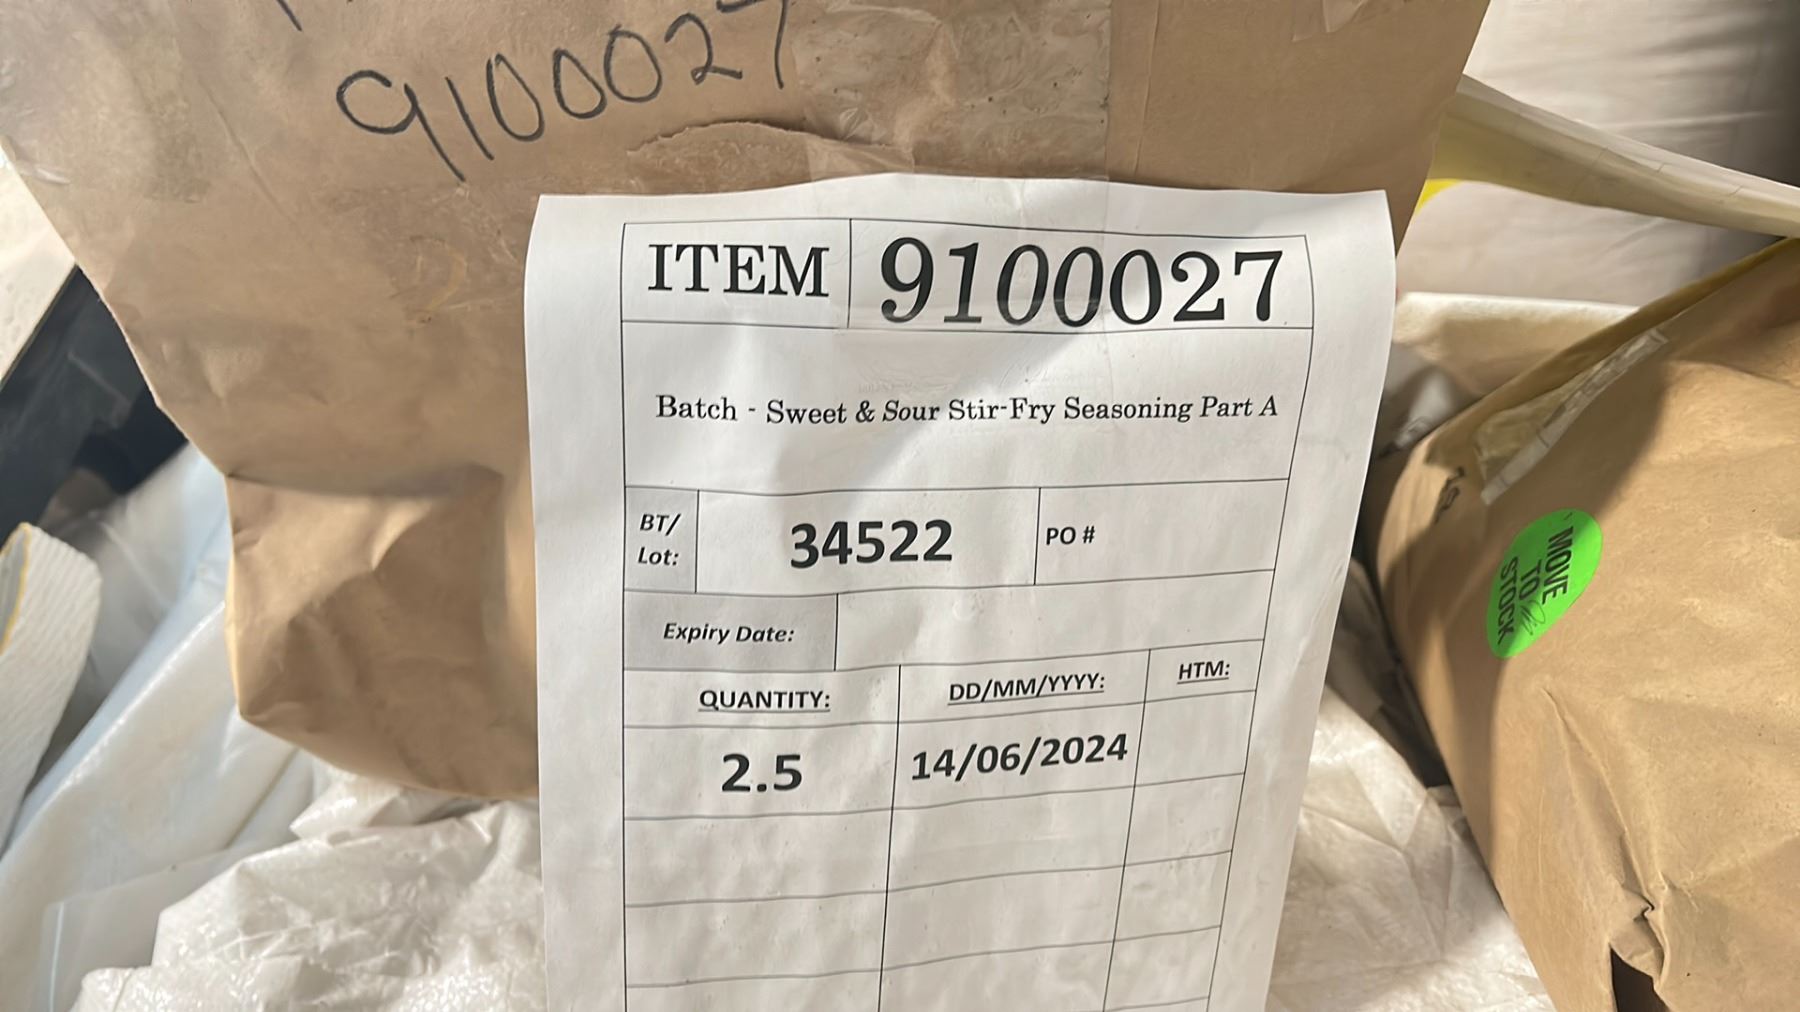 9100027
ITEM 9100027
Batch - Sweet & Sour Stir-Fry Seasoning Part A
BT/
Lot:
34522
PO #
Expiry Date:
QUANTITY: DD/MM/YYYY: HTM:
2.5 14/06/2024
MOVE
TO
STOCK